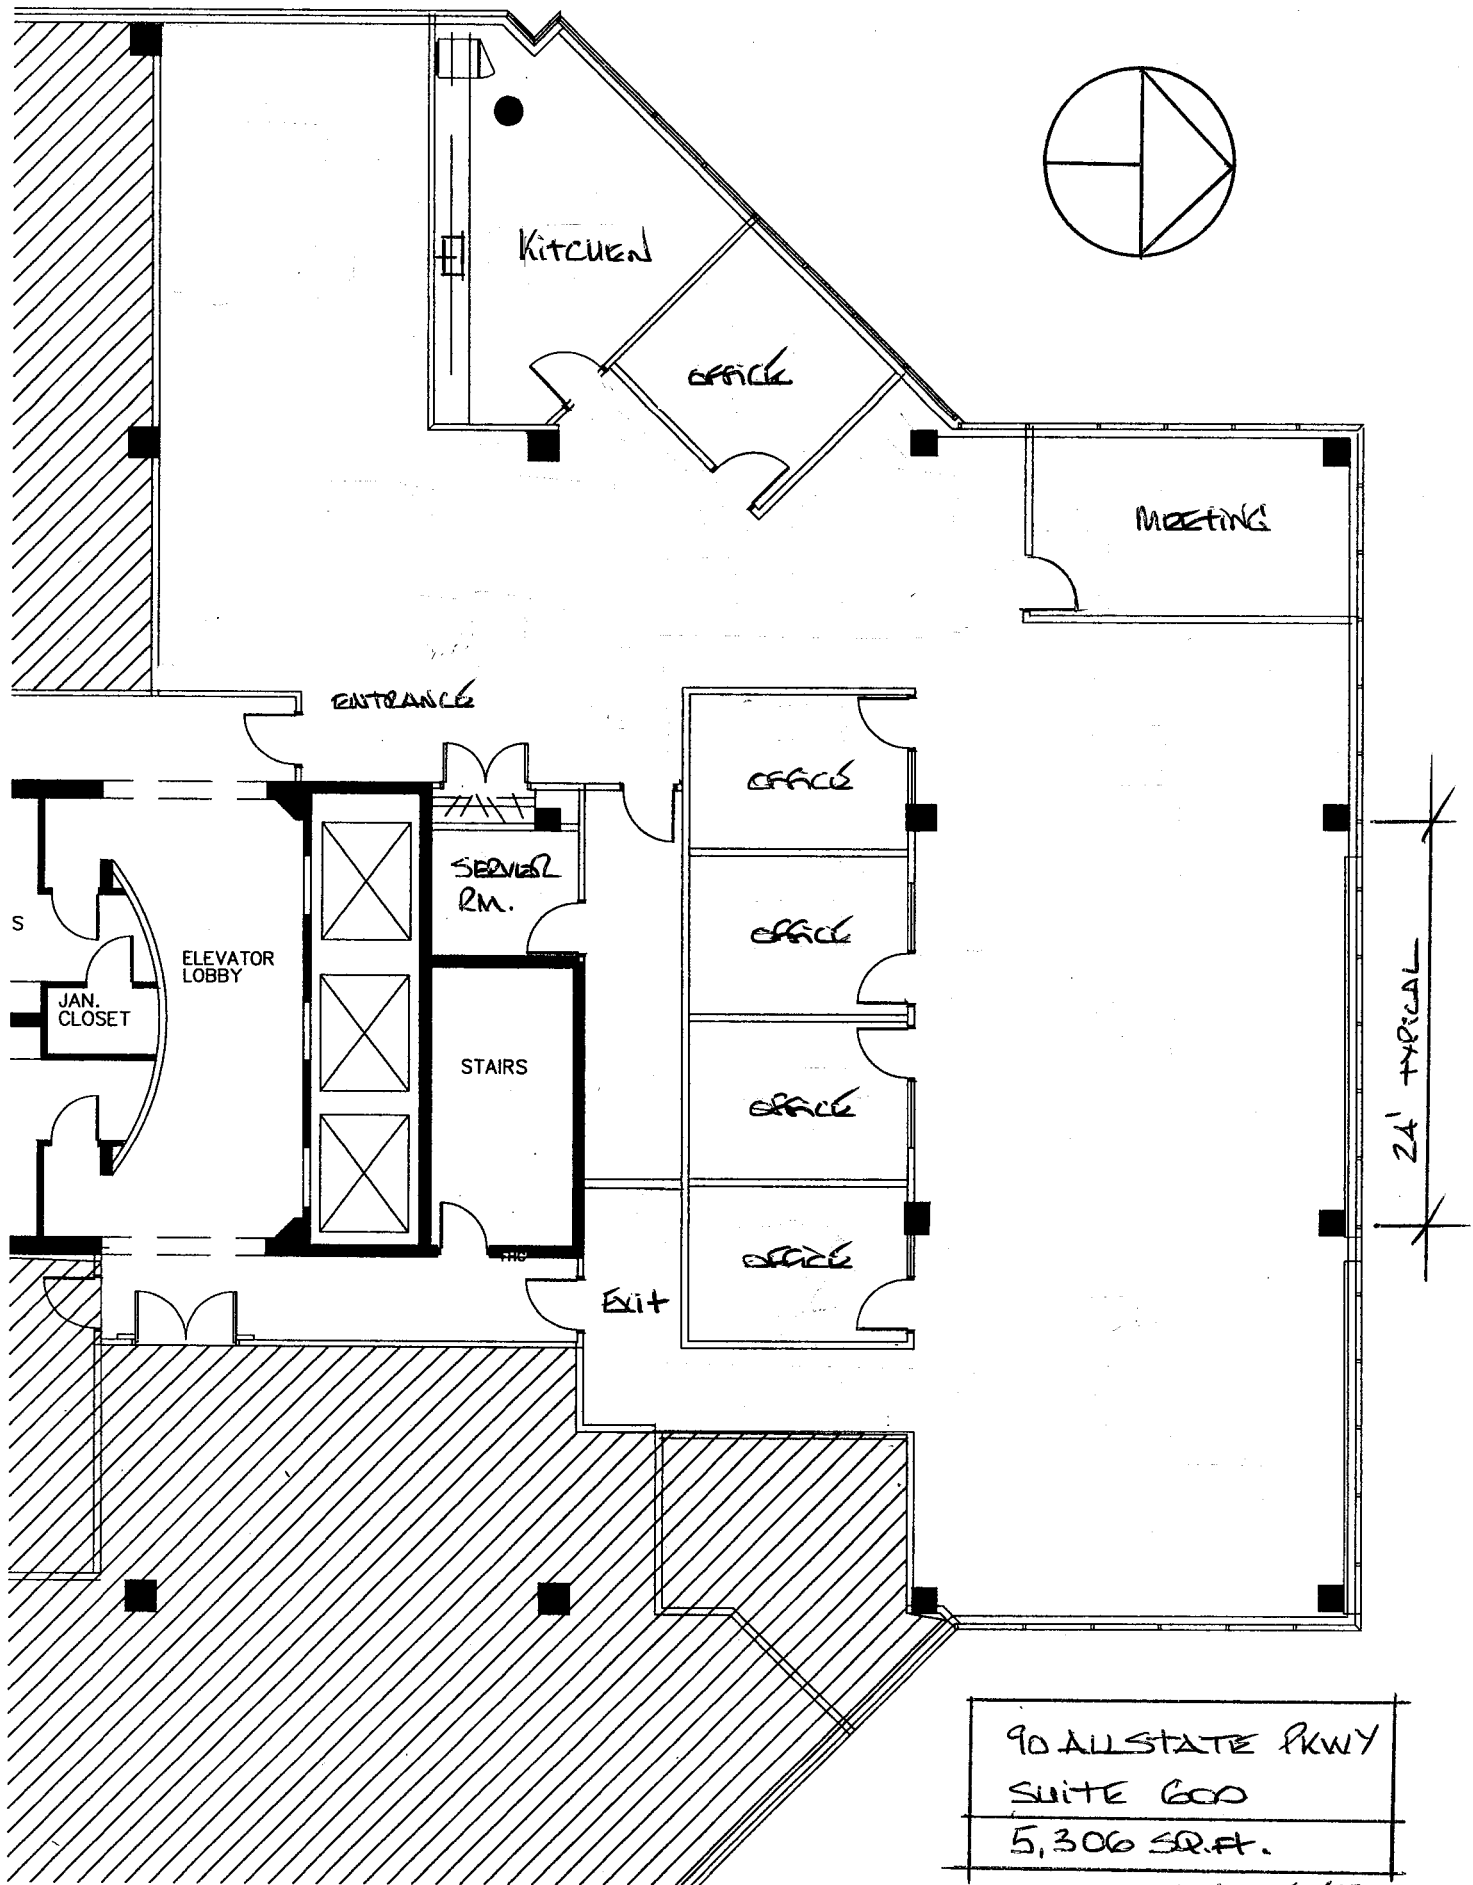 KITCHEN
OFFICE
MEETING
ENTRANCE
OFFICE
SERVER
RM.
OFFICE
S
ELEVATOR
LOBBY
JAN.
CLOSET
STAIRS
OFFICE
24' TYPICAL
OFFICE
EXIT
90 ALLSTATE PKWY
SUITE 600
5,306 SQ.FT.